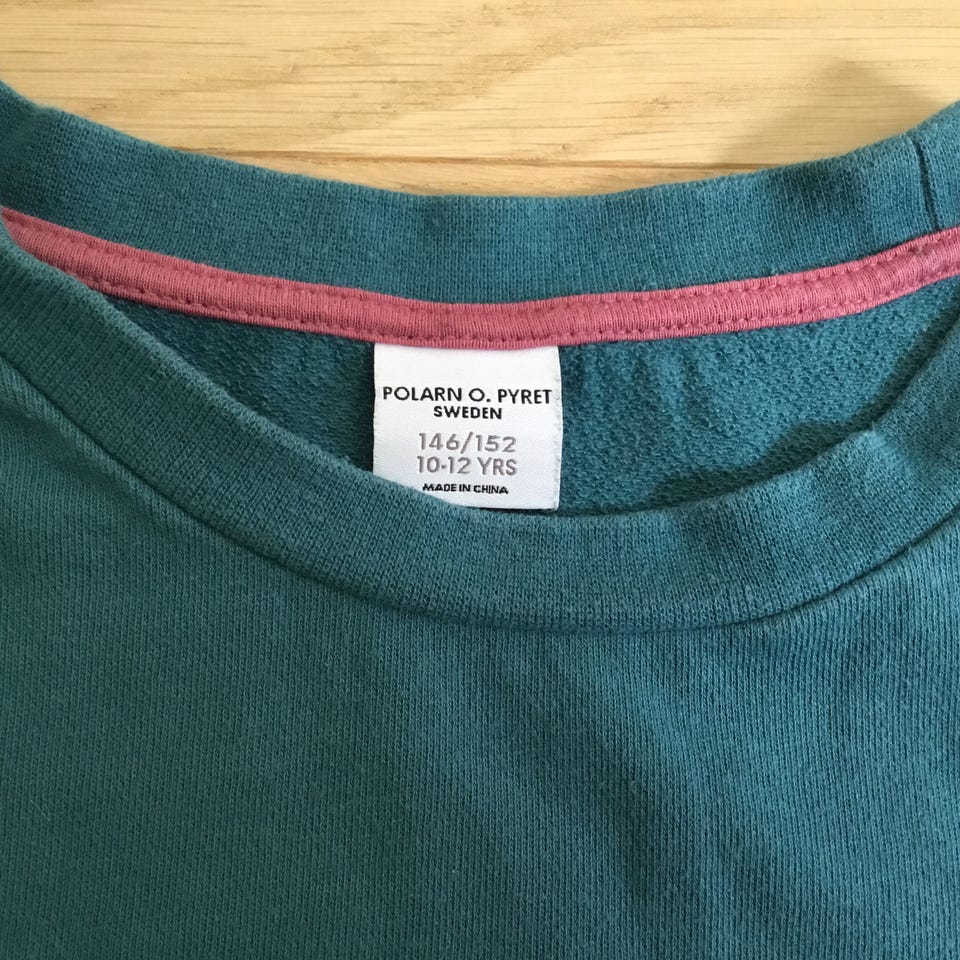 POLARN O. PYRET
SWEDEN
146/152
10-12 YRS
MADE IN CHINA